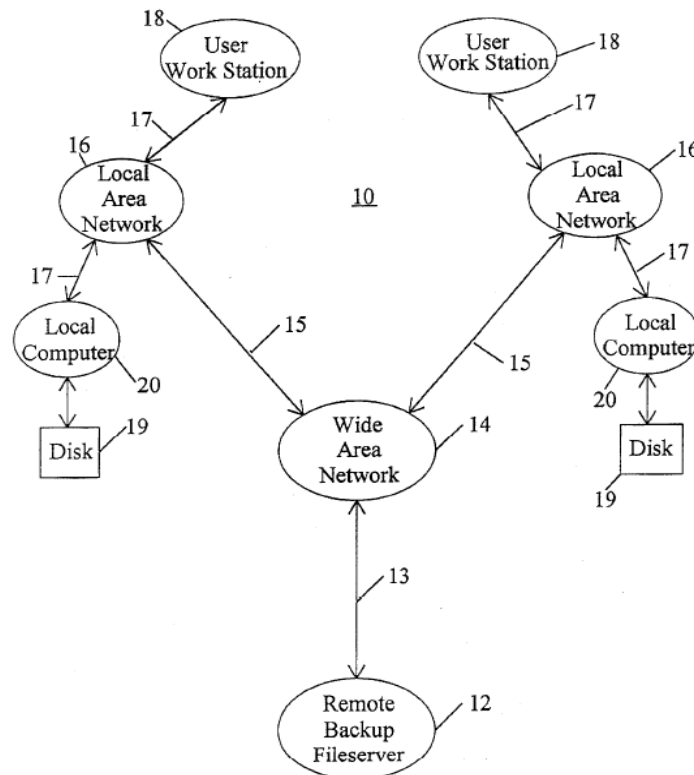 18
User
Work Station
User
Work Station
18
17
17
16
Local
Area
Network
10
Local
Area
Network
16
17
17
Local
Computer
20
15
15
Local
Computer
20
Disk
19
Wide
Area
Network
14
Disk
19
13
Remote
Backup
Fileserver
12